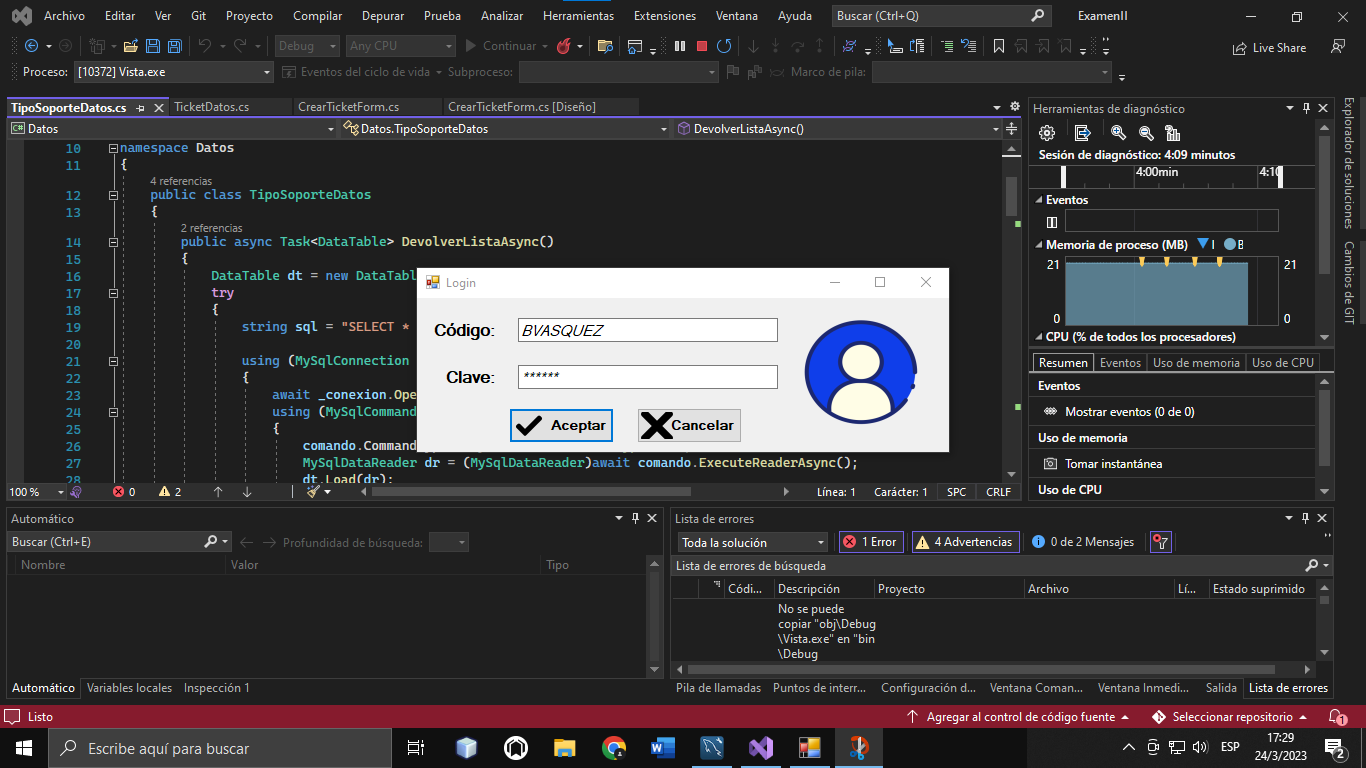 Archivo Editar Ver Git Proyecto Compilar Depurar Prueba Analizar Herramientas Extensiones Ventana Ayuda Buscar (Ctrl+Q) ExamenII
Debug Any CPU Continuar Live Share
Proceso: [10372] Vista.exe Eventos del ciclo de vida Subproceso: Marco de pila:
TipoSoporteDatos.cs TicketDatos.cs CrearTicketForm.cs CrearTicketForm.cs [Diseño]
C# Datos Datos.TipoSoporteDatos DevolverListaAsync()
10 namespace Datos
11 {
4 referencias
12 public class TipoSoporteDatos
13 {
2 referencias
14 public async Task<DataTable> DevolverListaAsync()
15 {
16 DataTable dt = new DataTabl
17 try
18 {
19 string sql = "SELECT *
20
21 using (MySqlConnection
22 {
23 await _conexion.Ope
24 using (MySqlCommand
25 {
26 comando.Command
27 MySqlDataReader dr = (MySqlDataReader)await comando.ExecuteReaderAsync();
28 dt.Load(dr);
100 % 0 2 Línea: 1 Carácter: 1 SPC CRLF
Login
Código: BVASQUEZ
Clave: ******
Aceptar Cancelar
Herramientas de diagnóstico
Sesión de diagnóstico: 4:09 minutos
4:00min 4:10
Eventos
Memoria de proceso (MB) I B
21 21
0 0
CPU (% de todos los procesadores)
Resumen Eventos Uso de memoria Uso de CPU
Eventos
Mostrar eventos (0 de 0)
Uso de memoria
Tomar instantánea
Uso de CPU
Explorador de soluciones
Cambios de GIT
Automático
Buscar (Ctrl+E) Profundidad de búsqueda:
Nombre Valor Tipo
Automático Variables locales Inspección 1
Lista de errores
Toda la solución 1 Error 4 Advertencias 0 de 2 Mensajes
Lista de errores de búsqueda
Códi... Descripción Proyecto Archivo Lí... Estado suprimido
No se puede
copiar "obj\Debug
\Vista.exe" en "bin
\Debug
Pila de llamadas Puntos de interr... Configuración d... Ventana Coman... Ventana Inmedi... Salida Lista de errores
Listo Agregar al control de código fuente Seleccionar repositorio 1
Escribe aquí para buscar
ESP
17:29
24/3/2023
2